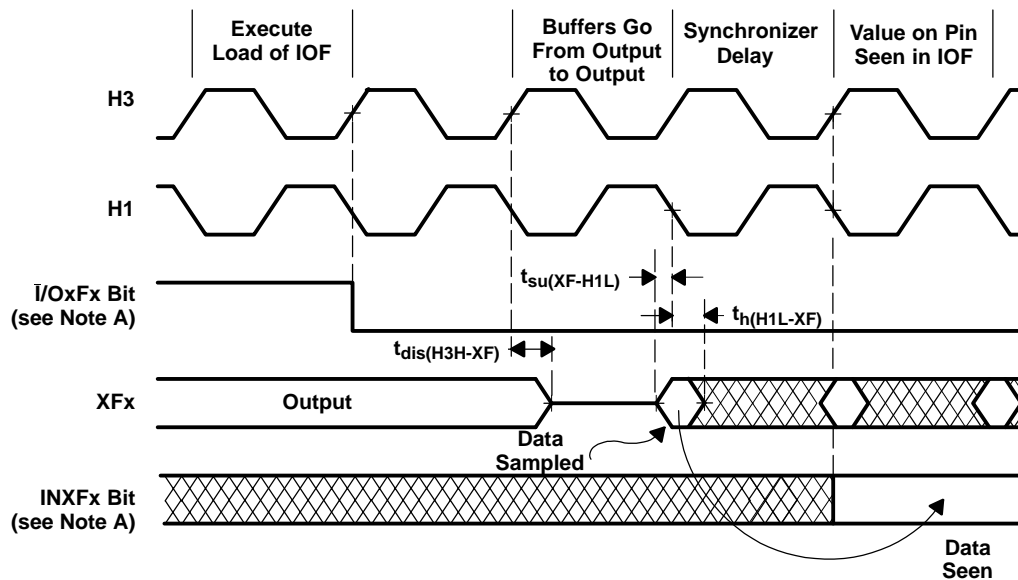 Execute
Load of IOF
Buffers Go
From Output
to Output
Synchronizer
Delay
Value on Pin
Seen in IOF
H3
H1
Ī/OxFx Bit
(see Note A)
tsu(XF-H1L)
th(H1L-XF)
tdis(H3H-XF)
XFx
Output
Data
Sampled
INXFx Bit
(see Note A)
Data
Seen